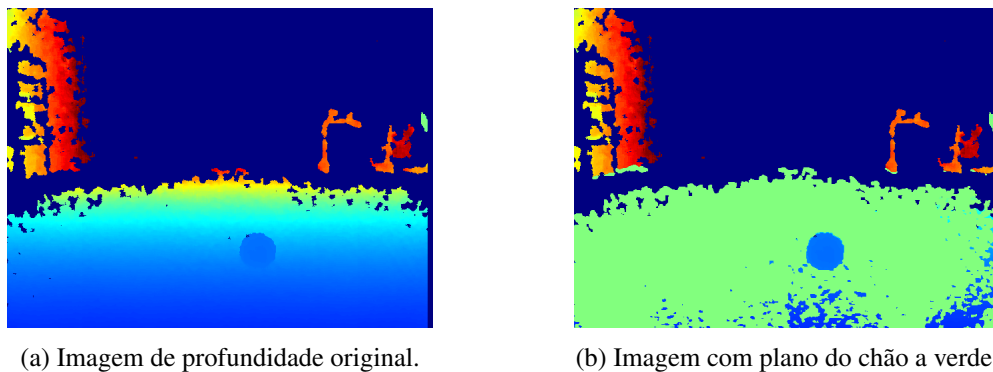 (a) Imagem de profundidade original.
(b) Imagem com plano do chão a verde